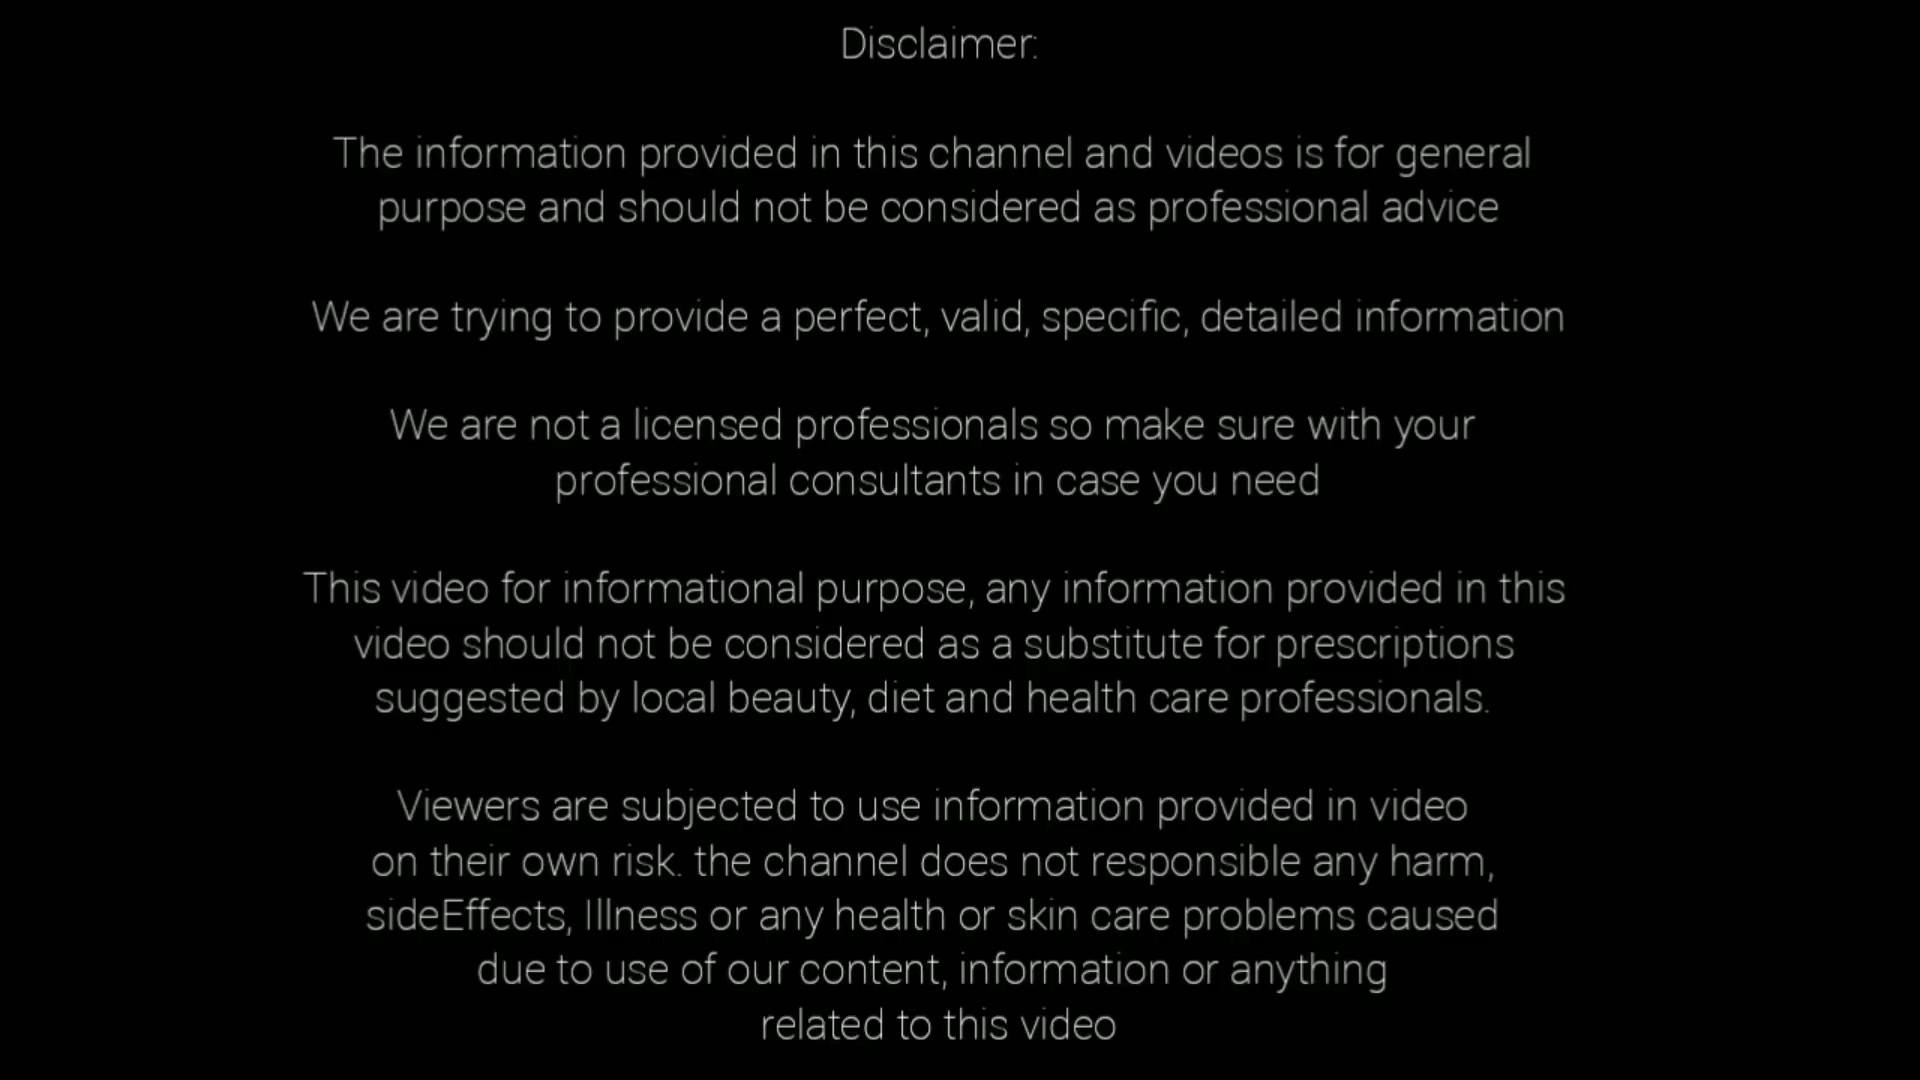 Disclaimer:
The information provided in this channel and videos is for general
purpose and should not be considered as professional advice
We are trying to provide a perfect, valid, specific, detailed information
We are not a licensed professionals so make sure with your
professional consultants in case you need
This video for informational purpose, any information provided in this
video should not be considered as a substitute for prescriptions
suggested by local beauty, diet and health care professionals.
Viewers are subjected to use information provided in video
on their own risk. the channel does not responsible any harm,
sideEffects, Illness or any health or skin care problems caused
due to use of our content, information or anything
related to this video